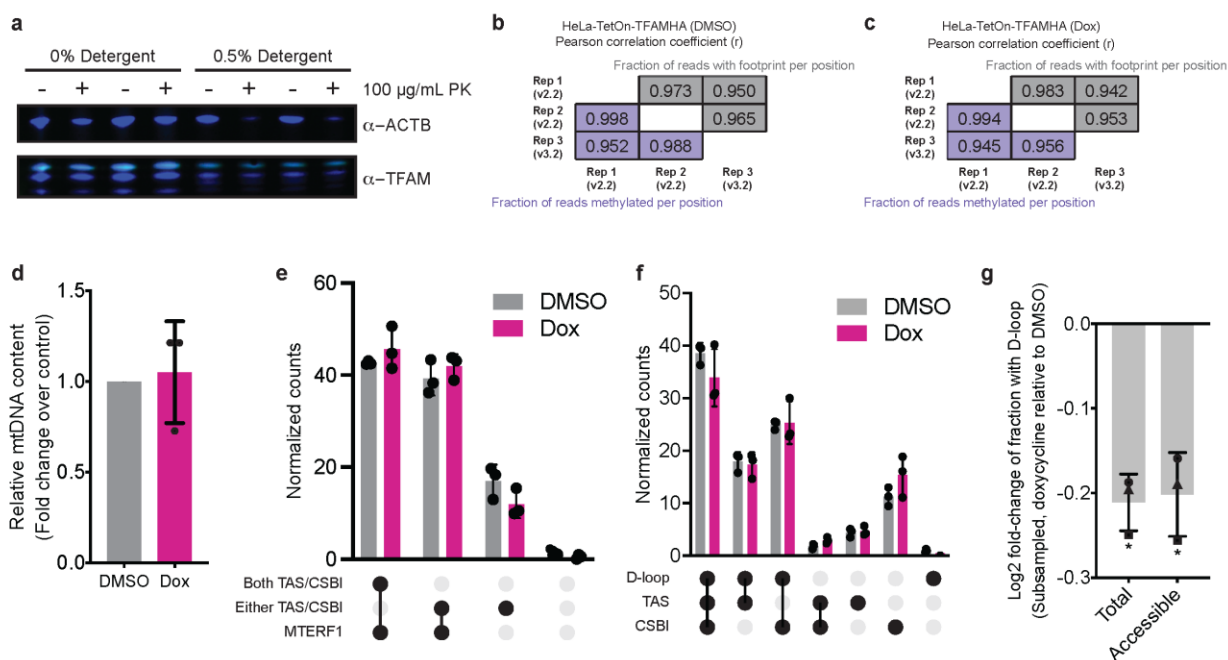 a
0% Detergent 0.5% Detergent
– + – + – + – + 100 µg/mL PK
α–ACTB
α–TFAM
b
HeLa-TetOn-TFAMHA (DMSO)
Pearson correlation coefficient (r)
Fraction of reads with footprint per position
Rep 1 (v2.2) 0.973 0.950
Rep 2 (v2.2) 0.998 0.965
Rep 3 (v3.2) 0.952 0.988
Rep 1 Rep 2 Rep 3
(v2.2) (v2.2) (v3.2)
Fraction of reads methylated per position
c
HeLa-TetOn-TFAMHA (Dox)
Pearson correlation coefficient (r)
Fraction of reads with footprint per position
Rep 1 (v2.2) 0.983 0.942
Rep 2 (v2.2) 0.994 0.953
Rep 3 (v3.2) 0.945 0.956
Rep 1 Rep 2 Rep 3
(v2.2) (v2.2) (v3.2)
Fraction of reads methylated per position
d
Relative mtDNA content
(Fold change over control)
1.5
1.0
0.5
0.0
DMSO Dox
e
Normalized counts
60
40
20
0
DMSO
Dox
Both TAS/CSBI
Either TAS/CSBI
MTERF1
f
Normalized counts
50
40
30
20
10
0
DMSO
Dox
D-loop
TAS
CSBI
g
Log2 fold-change of fraction with D-loop
(Subsampled, doxycycline relative to DMSO)
0.0
-0.1
-0.2
-0.3
* *
Total Accessible